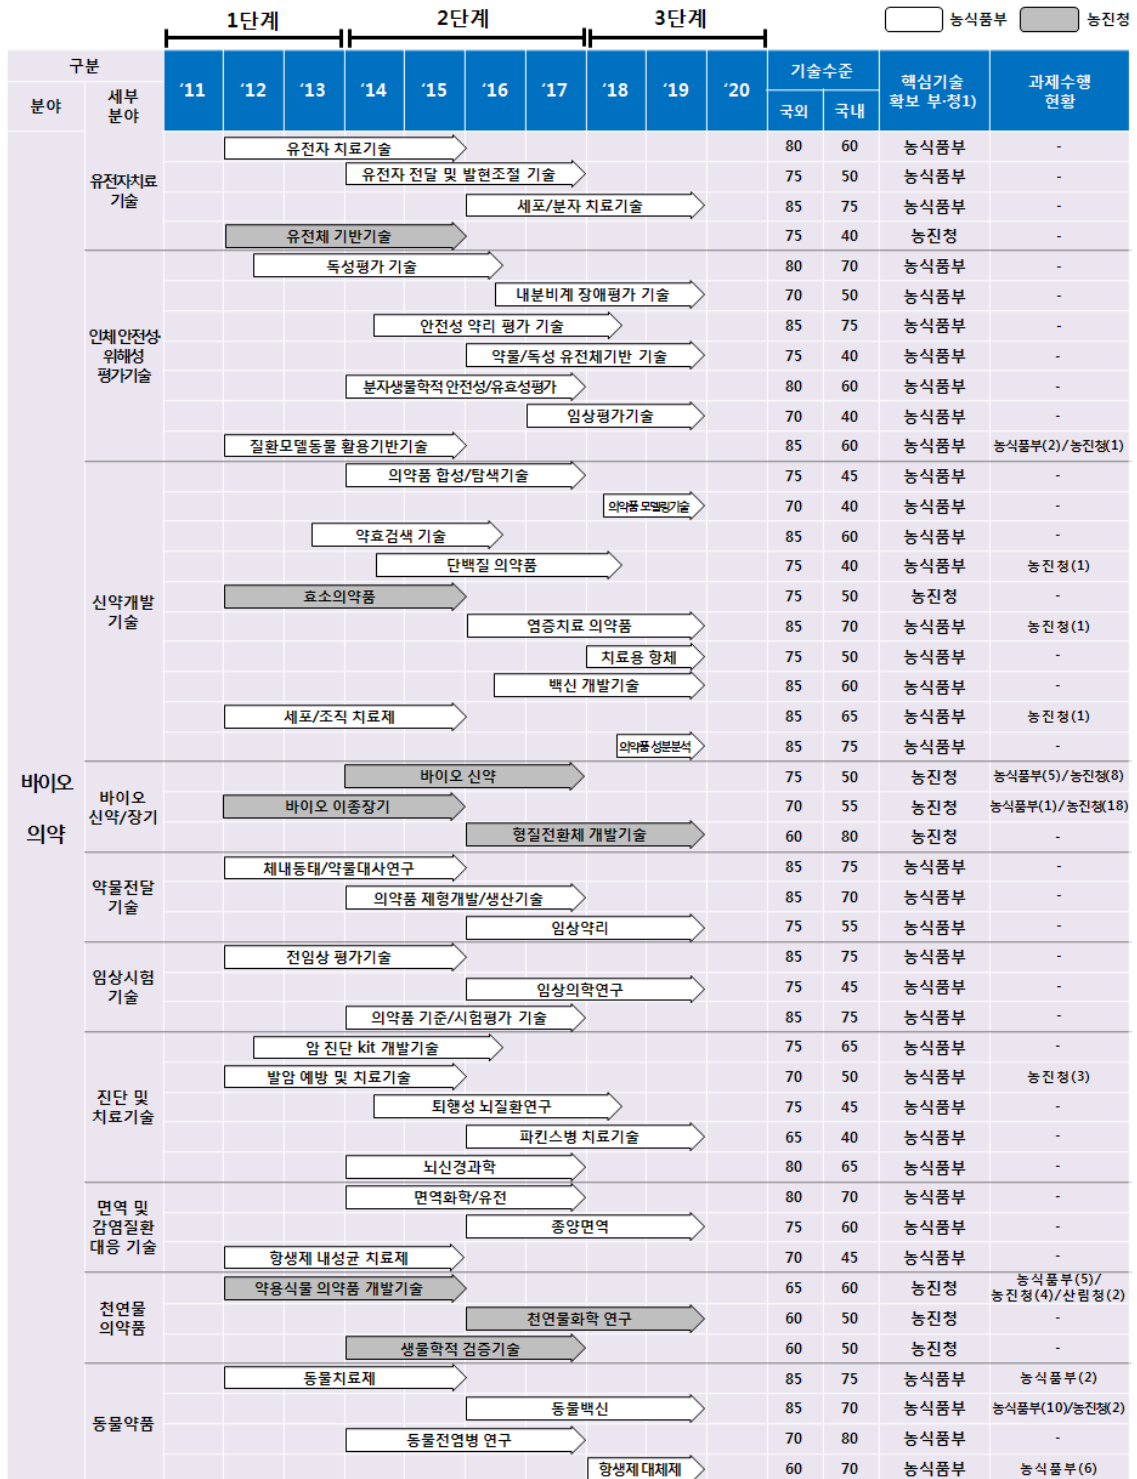 1단계 2단계 3단계 농식품부 농진청
구분 '11 '12 '13 '14 '15 '16 '17 '18 '19 '20 기술수준 핵심기술 확보 부·청1) 과제수행 현황
분야 세부 분야 국외 국내
바이오 의약
유전자치료 기술
유전자 치료기술 80 60 농식품부 -
유전자 전달 및 발현조절 기술 75 50 농식품부 -
세포/분자 치료기술 85 75 농식품부 -
유전체 기반기술 75 40 농진청 -
인체 안전성· 위해성 평가기술
독성평가 기술 80 70 농식품부 -
내분비계 장애평가 기술 70 50 농식품부 -
안전성 약리 평가 기술 85 75 농식품부 -
약물/독성 유전체기반 기술 75 40 농식품부 -
분자생물학적 안전성/유효성평가 80 60 농식품부 -
임상평가기술 70 40 농식품부 -
질환모델동물 활용기반기술 85 60 농식품부 농식품부(2)/농진청(1)
신약개발 기술
의약품 합성/탐색기술 75 45 농식품부 -
의약품 모델링기술 70 40 농식품부 -
약효검색 기술 85 60 농식품부 -
단백질 의약품 75 40 농식품부 농진청(1)
효소의약품 75 50 농진청 -
염증치료 의약품 85 70 농식품부 농진청(1)
치료용 항체 75 50 농식품부 -
백신 개발기술 85 60 농식품부 -
세포/조직 치료제 85 65 농식품부 농진청(1)
의약품 성분분석 85 75 농식품부 -
바이오 신약/장기
바이오 신약 75 50 농진청 농식품부(5)/농진청(8)
바이오 이종장기 70 55 농진청 농식품부(1)/농진청(18)
형질전환체 개발기술 60 80 농진청 -
약물전달 기술
체내동태/약물대사연구 85 75 농식품부 -
의약품 제형개발/생산기술 85 70 농식품부 -
임상약리 75 55 농식품부 -
임상시험 기술
전임상 평가기술 85 75 농식품부 -
임상의학연구 75 45 농식품부 -
의약품 기준/시험평가 기술 85 75 농식품부 -
진단 및 치료기술
암 진단 kit 개발기술 75 65 농식품부 -
발암 예방 및 치료기술 70 50 농식품부 농진청(3)
퇴행성 뇌질환연구 75 45 농식품부 -
파킨스병 치료기술 65 40 농식품부 -
뇌신경과학 80 65 농식품부 -
면역 및 감염질환 대응 기술
면역화학/유전 80 70 농식품부 -
종양면역 75 60 농식품부 -
항생제 내성균 치료제 70 45 농식품부 -
천연물 의약품
약용식물 의약품 개발기술 65 60 농진청 농식품부(5)/ 농진청(4)/산림청(2)
천연물화학 연구 60 50 농진청 -
생물학적 검증기술 60 50 농진청 -
동물약품
동물치료제 85 75 농식품부 농식품부(2)
동물백신 85 70 농식품부 농식품부(10)/농진청(2)
동물전염병 연구 70 80 농식품부 -
항생제 대체제 60 70 농식품부 농식품부(6)